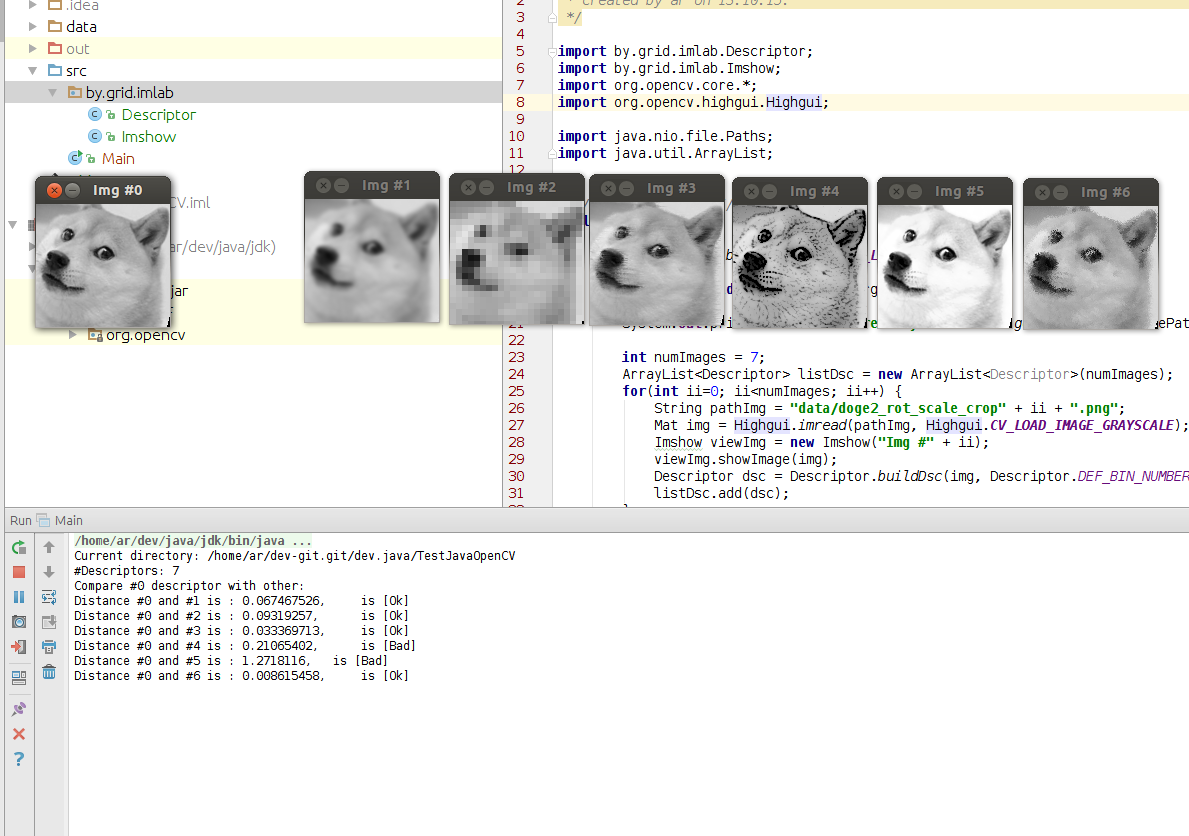 .idea
data
out
src
by.grid.imlab
Descriptor
Imshow
Main
CV.iml
ar/dev/java/jdk)
jar
org.opencv
2 * Created by ar on 13.10.15.
3 */
4
5 import by.grid.imlab.Descriptor;
6 import by.grid.imlab.Imshow;
7 import org.opencv.core.*;
8 import org.opencv.highgui.Highgui;
9
10 import java.nio.file.Paths;
11 import java.util.ArrayList;
12
Img #0
Img #1
Img #2
Img #3
Img #4
Img #5
Img #6
22
23 int numImages = 7;
24 ArrayList<Descriptor> listDsc = new ArrayList<Descriptor>(numImages);
25 for(int ii=0; ii<numImages; ii++) {
26 String pathImg = "data/doge2_rot_scale_crop" + ii + ".png";
27 Mat img = Highgui.imread(pathImg, Highgui.CV_LOAD_IMAGE_GRAYSCALE);
28 Imshow viewImg = new Imshow("Img #" + ii);
29 viewImg.showImage(img);
30 Descriptor dsc = Descriptor.buildDsc(img, Descriptor.DEF_BIN_NUMBER
31 listDsc.add(dsc);
Run Main
/home/ar/dev/java/jdk/bin/java ...
Current directory: /home/ar/dev-git.git/dev.java/TestJavaOpenCV
#Descriptors: 7
Compare #0 descriptor with other:
Distance #0 and #1 is : 0.067467526, is [Ok]
Distance #0 and #2 is : 0.09319257, is [Ok]
Distance #0 and #3 is : 0.033369713, is [Ok]
Distance #0 and #4 is : 0.21065402, is [Bad]
Distance #0 and #5 is : 1.2718116, is [Bad]
Distance #0 and #6 is : 0.008615458, is [Ok]